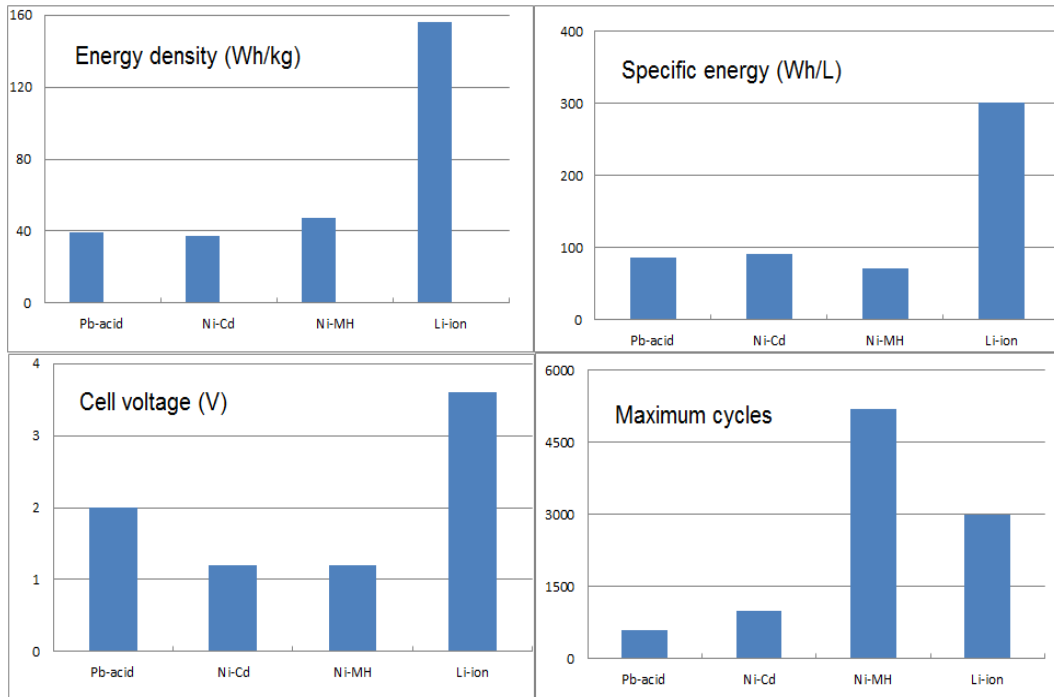 Energy density (Wh/kg)
160
120
80
40
0
Pb-acid Ni-Cd Ni-MH Li-ion
Specific energy (Wh/L)
400
300
200
100
0
Pb-acid Ni-Cd Ni-MH Li-ion
Cell voltage (V)
4
3
2
1
0
Pb-acid Ni-Cd Ni-MH Li-ion
Maximum cycles
6000
4500
3000
1500
0
Pb-acid Ni-Cd Ni-MH Li-ion